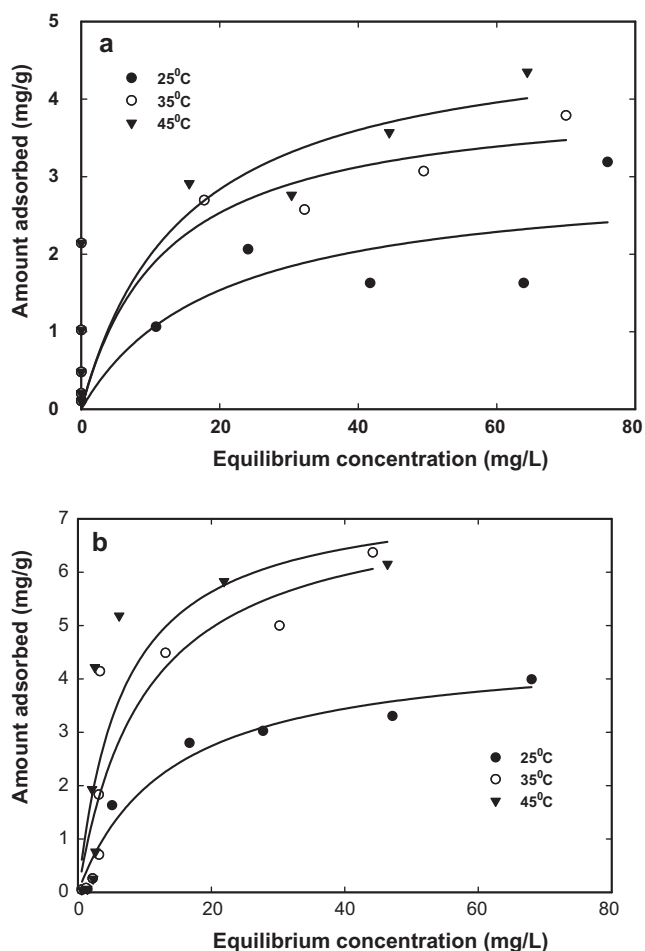 a
25⁰C
35⁰C
45⁰C
Amount adsorbed (mg/g)
5
4
3
2
1
0
0 20 40 60 80
Equilibrium concentration (mg/L)
b
Amount adsorbed (mg/g)
7
6
5
4
3
2
1
0
25⁰C
35⁰C
45⁰C
0 20 40 60 80
Equilibrium concentration (mg/L)